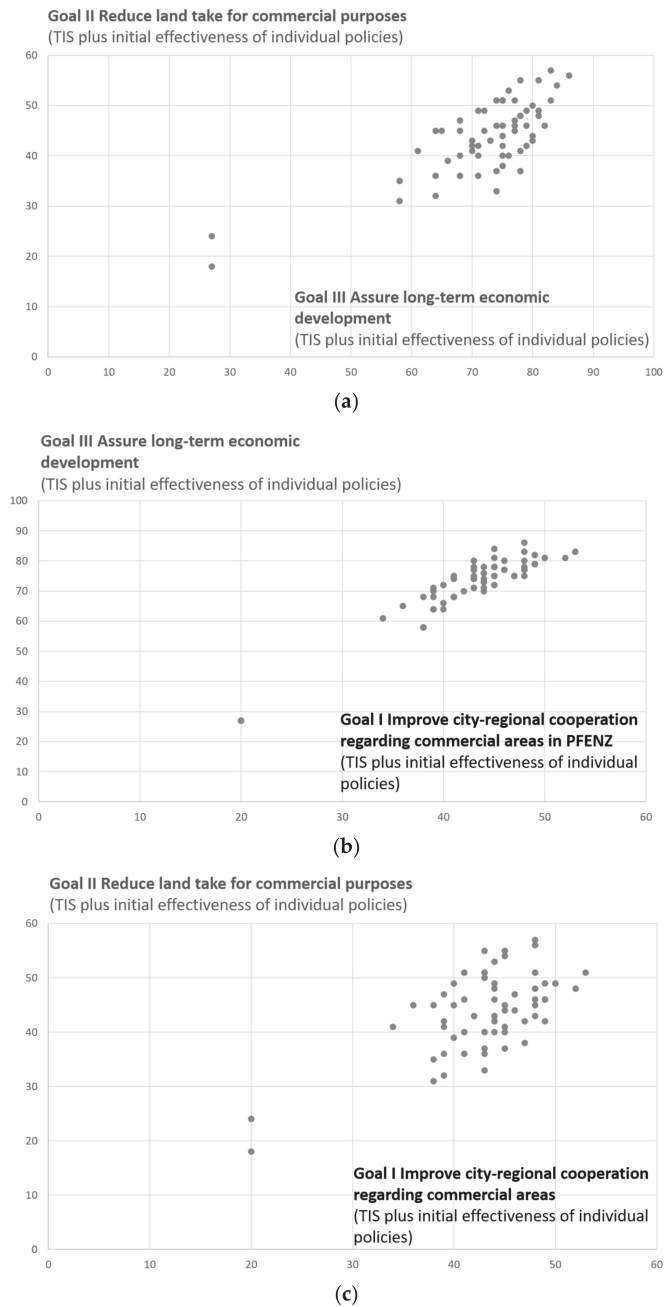 Goal II Reduce land take for commercial purposes
(TIS plus initial effectiveness of individual policies)
60
50
40
30
20
10
0
Goal III Assure long-term economic
development
(TIS plus initial effectiveness of individual policies)
0 10 20 30 40 50 60 70 80 90 100
(a)
Goal III Assure long-term economic
development
(TIS plus initial effectiveness of individual policies)
100
90
80
70
60
50
40
30
20
10
0
Goal I Improve city-regional cooperation
regarding commercial areas in PFENZ
(TIS plus initial effectiveness of individual
policies)
0 10 20 30 40 50 60
(b)
Goal II Reduce land take for commercial purposes
(TIS plus initial effectiveness of individual policies)
60
50
40
30
20
10
0
Goal I Improve city-regional cooperation
regarding commercial areas
(TIS plus initial effectiveness of individual
policies)
0 10 20 30 40 50 60
(c)